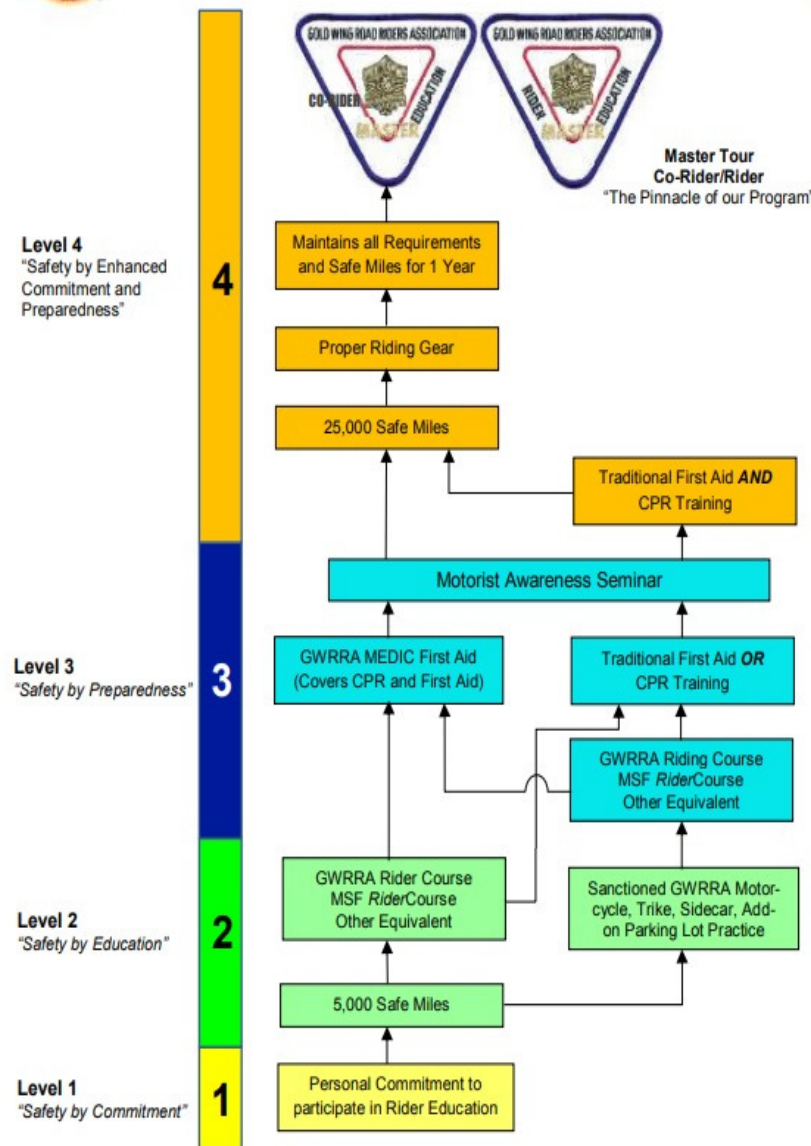 GOLD WING ROAD RIDERS ASSOCIATION
CO-RIDER
EDUCATION
MASTER
GOLD WING ROAD RIDERS ASSOCIATION
RIDER
EDUCATION
MASTER
Master Tour
Co-Rider/Rider
"The Pinnacle of our Program"
Level 4
"Safety by Enhanced
Commitment and
Preparedness"
4
Maintains all Requirements
and Safe Miles for 1 Year
Proper Riding Gear
25,000 Safe Miles
Traditional First Aid AND
CPR Training
Motorist Awareness Seminar
Level 3
"Safety by Preparedness"
3
GWRRA MEDIC First Aid
(Covers CPR and First Aid)
Traditional First Aid OR
CPR Training
GWRRA Riding Course
MSF RiderCourse
Other Equivalent
Level 2
"Safety by Education"
2
GWRRA Rider Course
MSF RiderCourse
Other Equivalent
Sanctioned GWRRA Motor-
cycle, Trike, Sidecar, Add-
on Parking Lot Practice
5,000 Safe Miles
Level 1
"Safety by Commitment"
1
Personal Commitment to
participate in Rider Education